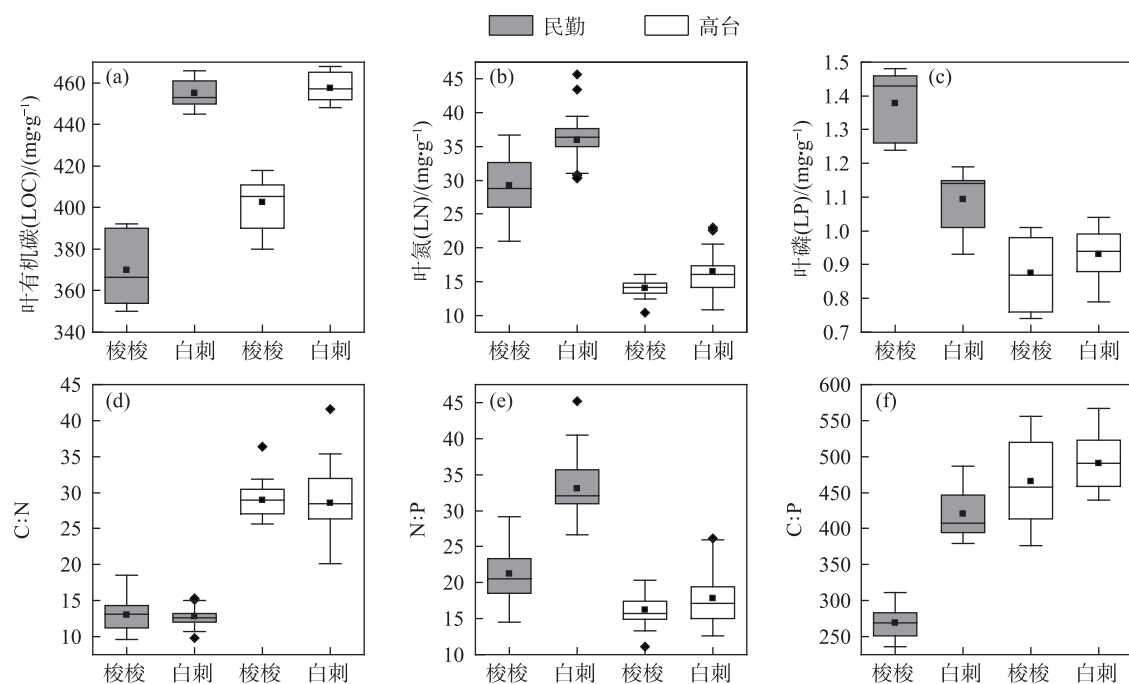 民勤 高台
(a)
叶有机碳(LOC)/(mg·g⁻¹)
460
440
420
400
380
360
340
梭梭 白刺 梭梭 白刺
(b)
叶氮(LN)/(mg·g⁻¹)
45
40
35
30
25
20
15
10
梭梭 白刺 梭梭 白刺
(c)
叶磷(LP)/(mg·g⁻¹)
1.5
1.4
1.3
1.2
1.1
1.0
0.9
0.8
0.7
梭梭 白刺 梭梭 白刺
(d)
C:N
45
40
35
30
25
20
15
10
梭梭 白刺 梭梭 白刺
(e)
N:P
45
40
35
30
25
20
15
10
梭梭 白刺 梭梭 白刺
(f)
C:P
600
550
500
450
400
350
300
250
梭梭 白刺 梭梭 白刺